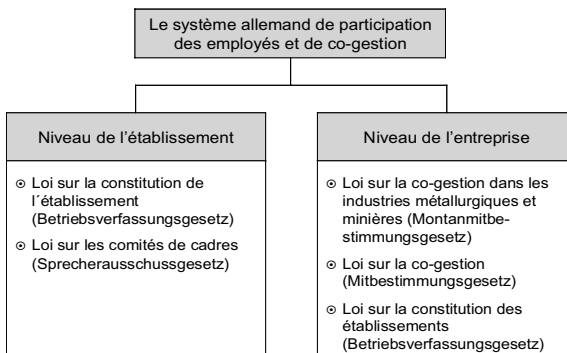 Le système allemand de participation
des employés et de co-gestion
Niveau de l'établissement
⊙ Loi sur la constitution de
l´établissement
(Betriebsverfassungsgesetz)
⊙ Loi sur les comités de cadres
(Sprecherausschussgesetz)
Niveau de l'entreprise
⊙ Loi sur la co-gestion dans les
industries métallurgiques et
minières (Montanmitbe-
stimmungsgesetz)
⊙ Loi sur la co-gestion
(Mitbestimmungsgesetz)
⊙ Loi sur la constitution des
établissements
(Betriebsverfassungsgesetz)